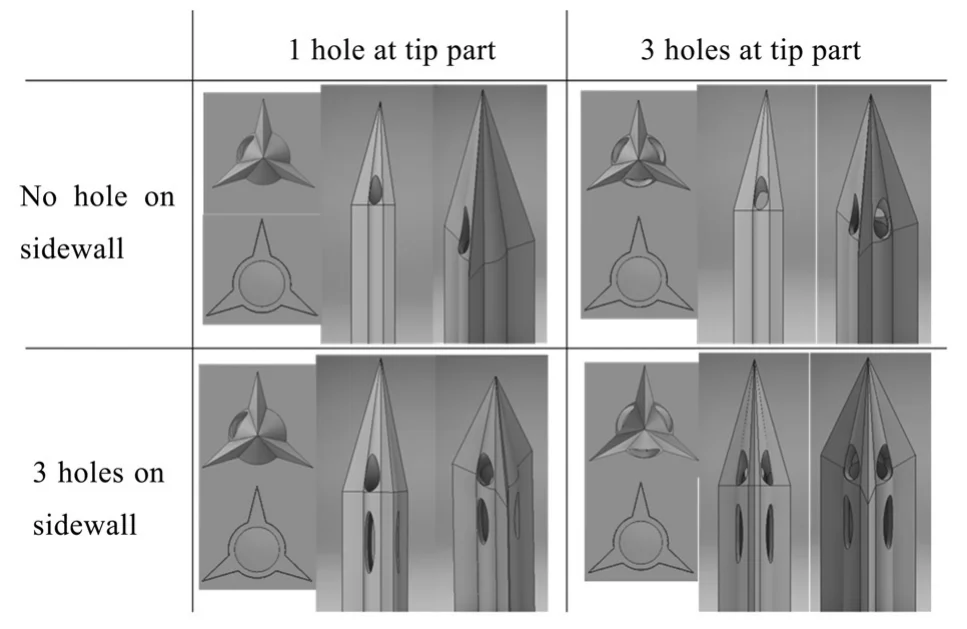 1 hole at tip part
3 holes at tip part
No hole on
sidewall
3 holes on
sidewall